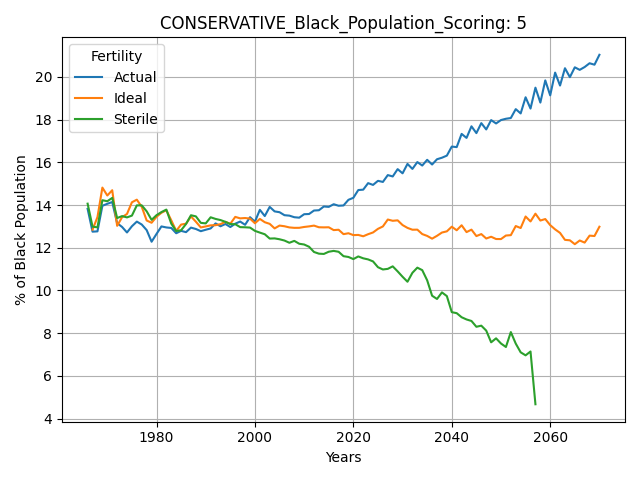 CONSERVATIVE_Black_Population_Scoring: 5
Fertility
Actual
Ideal
Sterile
% of Black Population
20
18
16
14
12
10
8
6
4
1980
2000
2020
2040
2060
Years